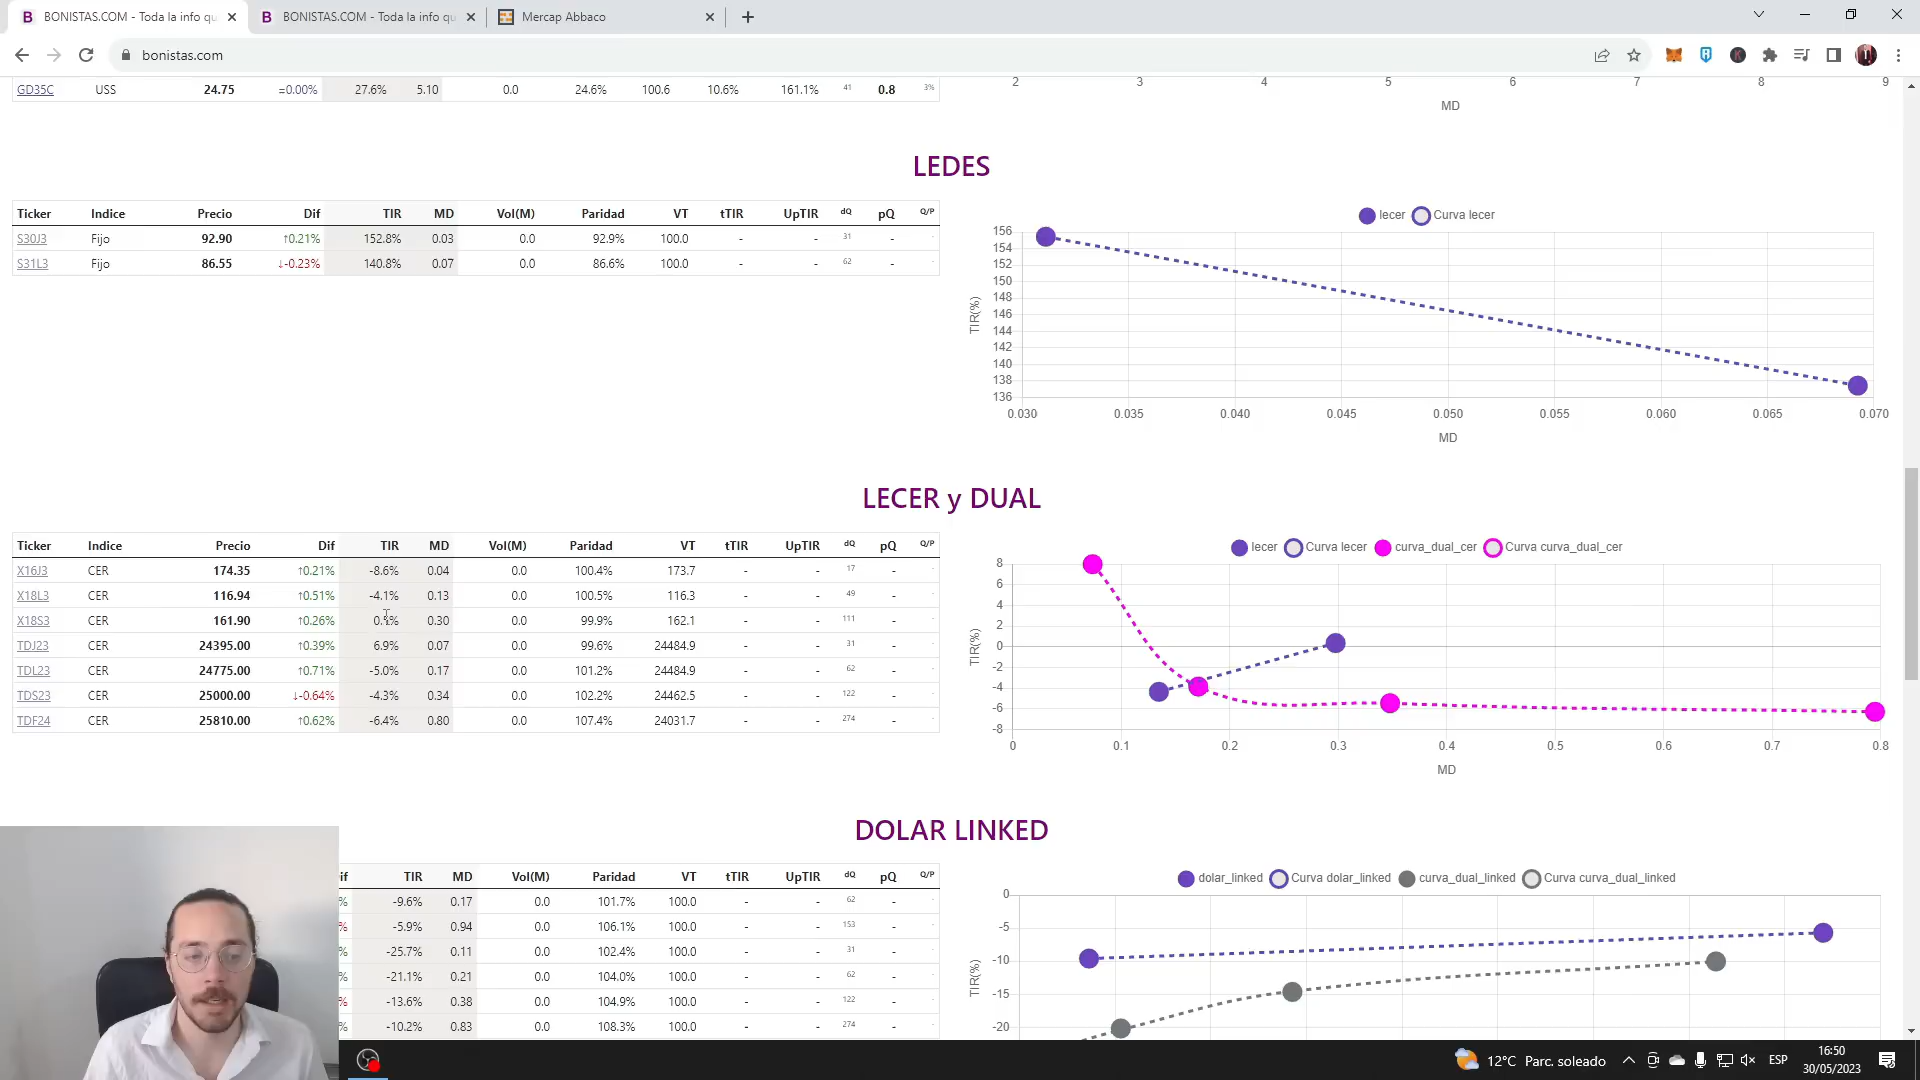 BONISTAS.COM - Toda la info qu
BONISTAS.COM - Toda la info qu
Mercap Abbaco
bonistas.com
GD35C USS 24.75 =0.00% 27.6% 5.10 0.0 24.6% 100.6 10.6% 161.1% 41 0.8 3%
2 3 4 5 6 7 8 9
MD
LEDES
Ticker Indice Precio Dif TIR MD Vol(M) Paridad VT tTIR UpTIR dQ pQ Q/P
S30J3 Fijo 92.90 ↑0.21% 152.8% 0.03 0.0 92.9% 100.0 - - 31 - -
S31L3 Fijo 86.55 ↓-0.23% 140.8% 0.07 0.0 86.6% 100.0 - - 62 - -
lecer Curva lecer
156
154
152
150
148
146
144
142
140
138
136
TIR(%)
0.030 0.035 0.040 0.045 0.050 0.055 0.060 0.065 0.070
MD
LECER y DUAL
Ticker Indice Precio Dif TIR MD Vol(M) Paridad VT tTIR UpTIR dQ pQ Q/P
X16J3 CER 174.35 ↑0.21% -8.6% 0.04 0.0 100.4% 173.7 - - 17 - -
X18L3 CER 116.94 ↑0.51% -4.1% 0.13 0.0 100.5% 116.3 - - 49 - -
X18S3 CER 161.90 ↑0.26% 0.1% 0.30 0.0 99.9% 162.1 - - 111 - -
TDJ23 CER 24395.00 ↑0.39% 6.9% 0.07 0.0 99.6% 24484.9 - - 31 - -
TDL23 CER 24775.00 ↑0.71% -5.0% 0.17 0.0 101.2% 24484.9 - - 62 - -
TDS23 CER 25000.00 ↓-0.64% -4.3% 0.34 0.0 102.2% 24462.5 - - 122 - -
TDF24 CER 25810.00 ↑0.62% -6.4% 0.80 0.0 107.4% 24031.7 - - 274 - -
lecer Curva lecer curva_dual_cer Curva curva_dual_cer
8
6
4
2
0
-2
-4
-6
-8
TIR(%)
0 0.1 0.2 0.3 0.4 0.5 0.6 0.7 0.8
MD
DOLAR LINKED
if TIR MD Vol(M) Paridad VT tTIR UpTIR dQ pQ Q/P
% -9.6% 0.17 0.0 101.7% 100.0 - - 62 - -
% -5.9% 0.94 0.0 106.1% 100.0 - - 153 - -
% -25.7% 0.11 0.0 102.4% 100.0 - - 31 - -
% -21.1% 0.21 0.0 104.0% 100.0 - - 62 - -
% -13.6% 0.38 0.0 104.9% 100.0 - - 122 - -
% -10.2% 0.83 0.0 108.3% 100.0 - - 274 - -
dolar_linked Curva dolar_linked curva_dual_linked Curva curva_dual_linked
0
-5
-10
-15
-20
TIR(%)
12°C Parc. soleado
ESP
16:50
30/05/2023